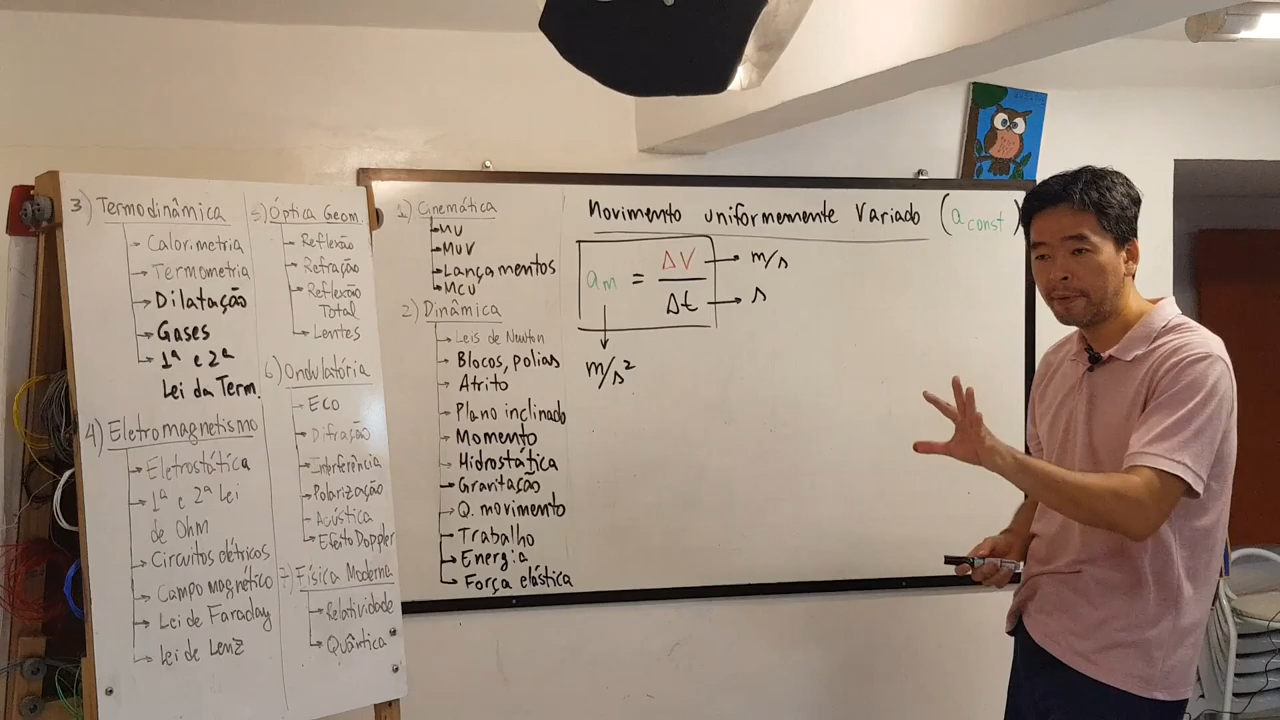 3) Termodinâmica
Calorimetria
Termometria
Dilatação
Gases
1ª e 2ª
Lei da Term.
4) Eletromagnetismo
Eletrostática
1ª e 2ª Lei
de Ohm
Circuitos elétricos
Campo magnético
Lei de Faraday
Lei de Lenz
5) Óptica Geom.
Reflexão
Refração
Reflexão
Total
Lentes
6) Ondulatória
Eco
Difração
Interferência
Polarização
Acústica
Efeito Doppler
7) Física Moderna
Relatividade
Quântica
1) Cinemática
MU
MUV
Lançamentos
MCU
2) Dinâmica
Leis de Newton
Blocos, polias
Atrito
Plano inclinado
Momento
Hidrostática
Gravitação
Q. movimento
Trabalho
Energia
Força elástica
Movimento uniformemente Variado (a const)
am = ΔV/Δt
m/s
s
m/s²